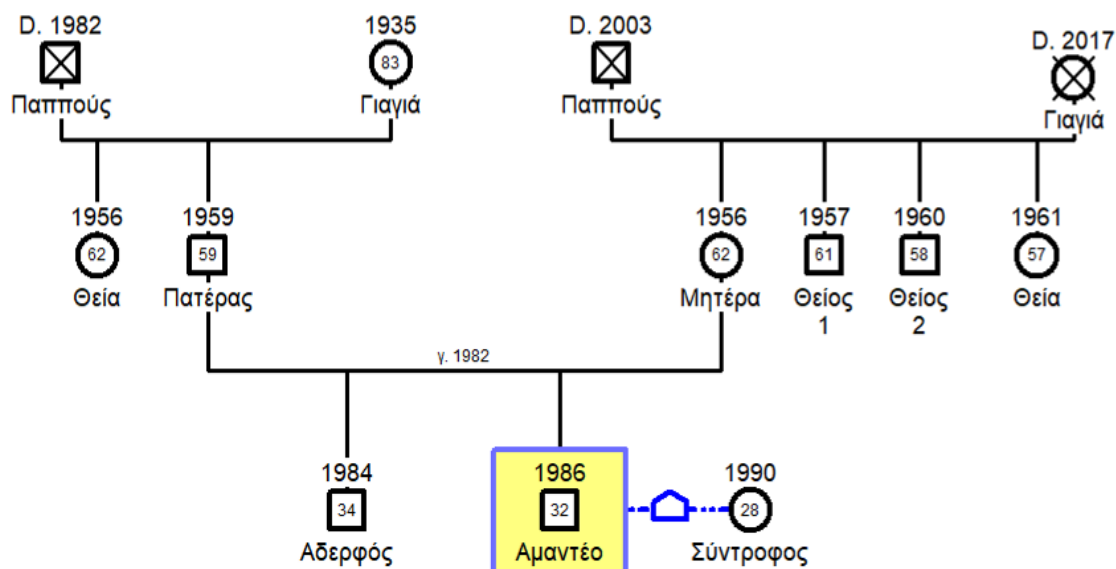 D. 1982
1935
D. 2003
D. 2017
83
Παππούς
Γιαγιά
Παππούς
Γιαγιά
1956
1959
1956
1957
1960
1961
62
59
62
61
58
57
Θεία
Πατέρας
Μητέρα
Θείος
1
Θείος
2
Θεία
γ. 1982
1984
1986
1990
34
32
28
Αδερφός
Αμαντέο
Σύντροφος